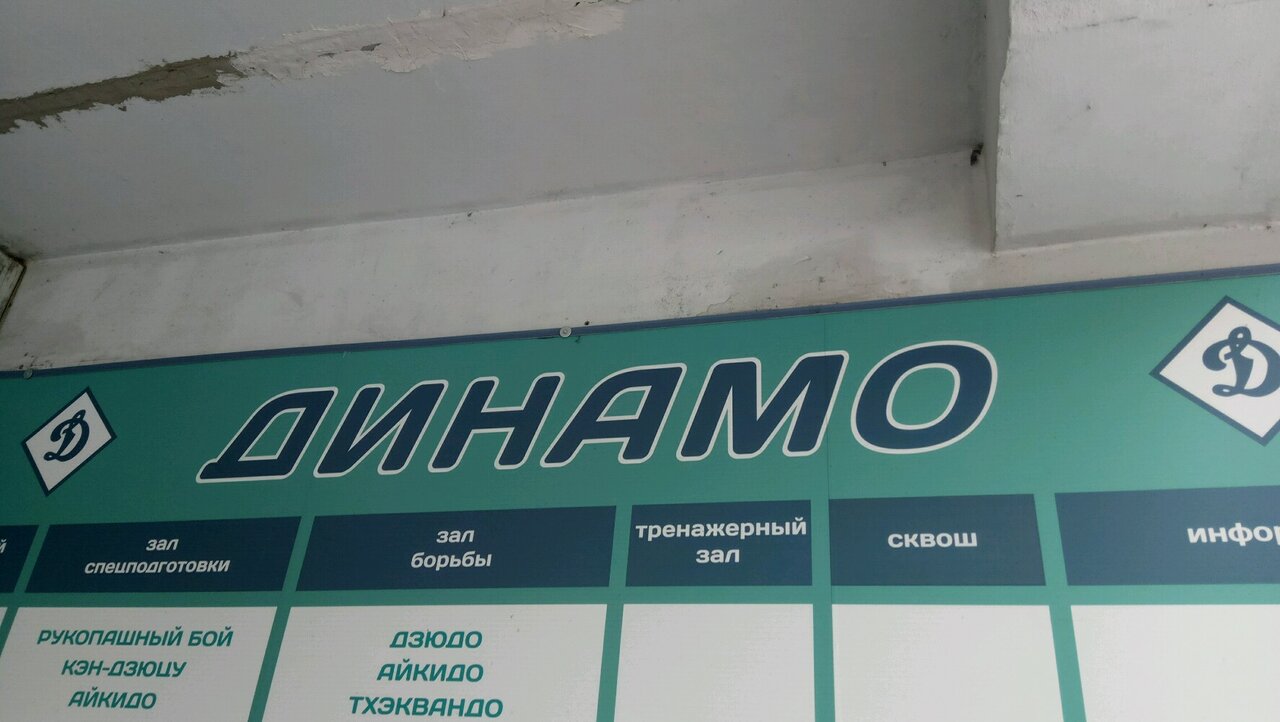 Д
ДИНАМО
Д
зал
спецподготовки
зал
борьбы
тренажерный
зал
сквош
РУКОПАШНЫЙ БОЙ
КЭН-ДЗЮЦУ
АЙКИДО
ДЗЮДО
АЙКИДО
ТХЭКВАНДО